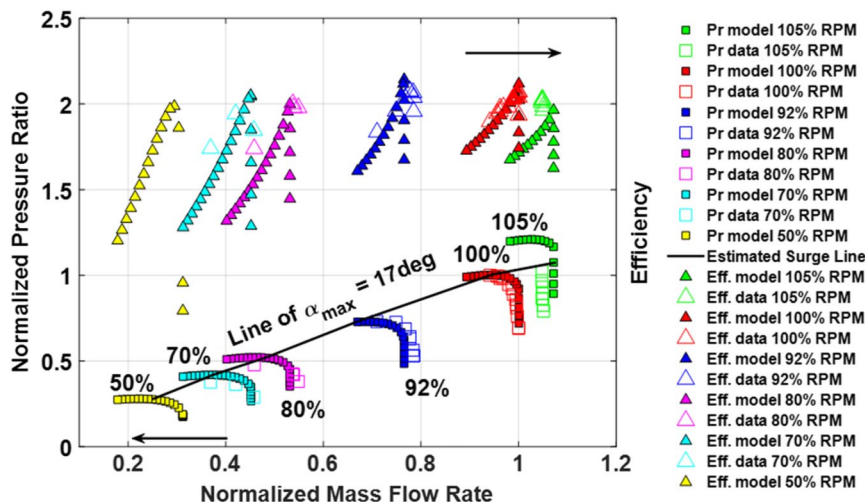 2.5
2
1.5
1
0.5
0
0.2
0.4
0.6
0.8
1
1.2
Normalized Pressure Ratio
Normalized Mass Flow Rate
Efficiency
50%
70%
80%
92%
100%
105%
Line of α_max = 17deg
Pr model 105% RPM
Pr data 105% RPM
Pr model 100% RPM
Pr data 100% RPM
Pr model 92% RPM
Pr data 92% RPM
Pr model 80% RPM
Pr data 80% RPM
Pr model 70% RPM
Pr data 70% RPM
Pr model 50% RPM
Estimated Surge Line
Eff. model 105% RPM
Eff. data 105% RPM
Eff. model 100% RPM
Eff. data 100% RPM
Eff. model 92% RPM
Eff. data 92% RPM
Eff. model 80% RPM
Eff. data 80% RPM
Eff. model 70% RPM
Eff. data 70% RPM
Eff. model 50% RPM